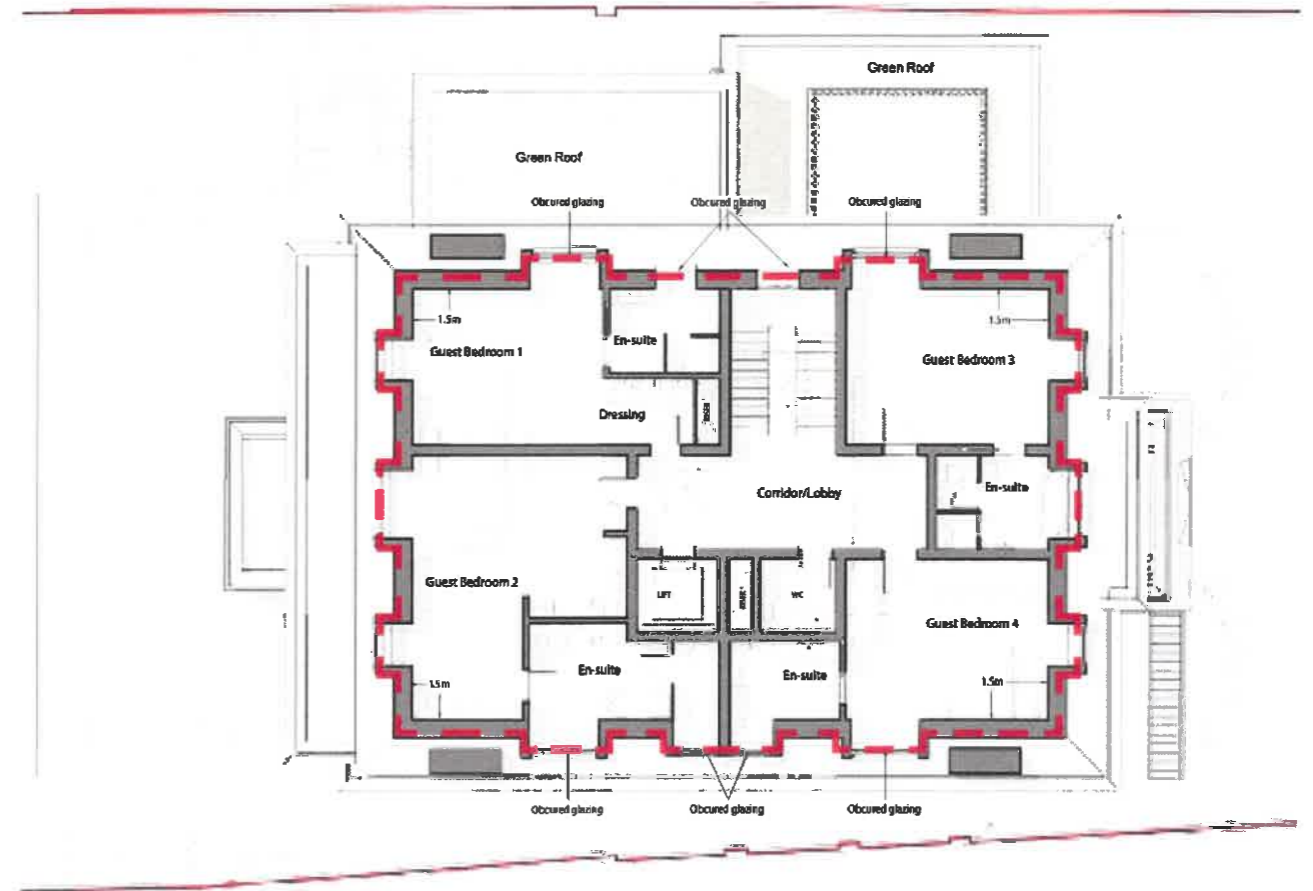 Green Roof
Green Roof
Obcured glazing
Obcured glazing
Obcured glazing
1.5m
1.5m
En-suite
Guest Bedroom 1
Guest Bedroom 3
Dressing
RISER
En-suite
Corridor/Lobby
Guest Bedroom 2
LIFT
RISER
WC
Guest Bedroom 4
En-suite
En-suite
1.5m
1.5m
Obcured glazing
Obcured glazing
Obcured glazing